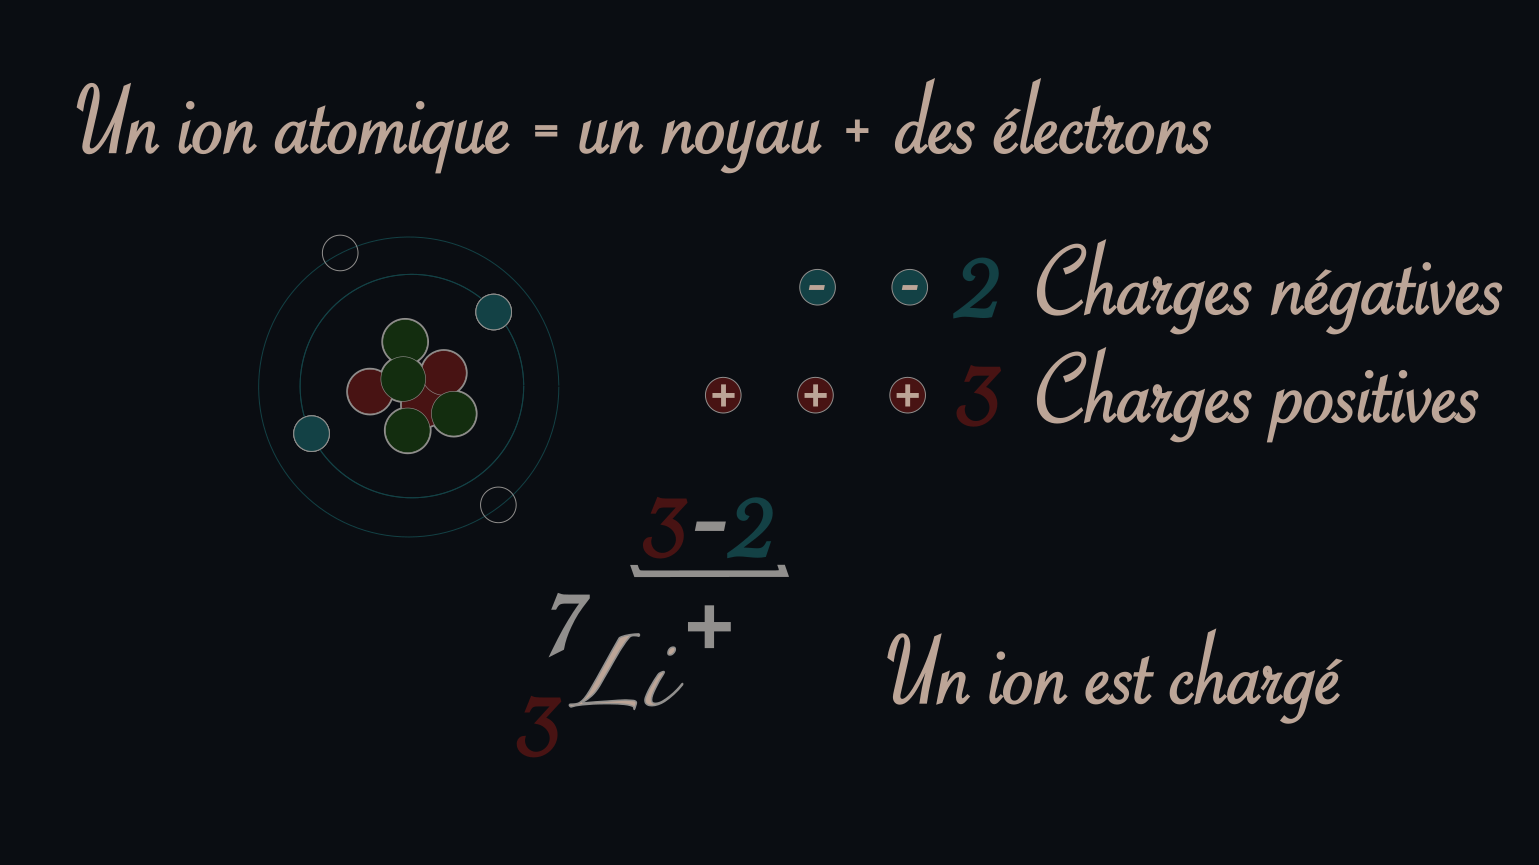 Un ion atomique = un noyau + des électrons
- - 2 Charges négatives
+ + + 3 Charges positives
3-2
7
Li +
3
Un ion est chargé